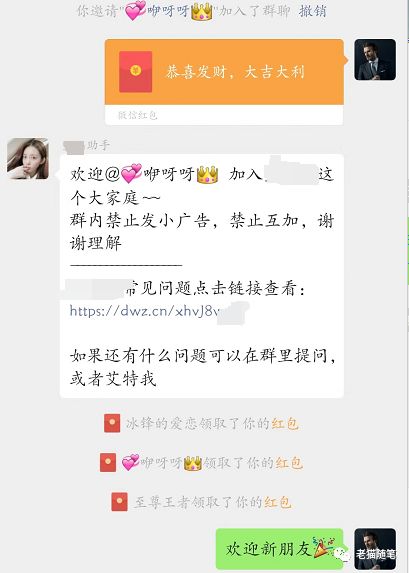 你邀请"💞咿呀呀👑"加入了群聊 撤销
恭喜发财，大吉大利
微信红包
助手
欢迎@💞咿呀呀👑 加入 这
个大家庭~~
群内禁止发小广告，禁止互加，谢
谢理解
--------------------
常见问题点击链接查看：
https://dwz.cn/xhvJ8v
如果还有什么问题可以在群里提问，
或者艾特我
冰锋的爱恋领取了你的红包
💞咿呀呀👑领取了你的红包
至尊王者领取了你的红包
欢迎新朋友🎉
老猫随笔